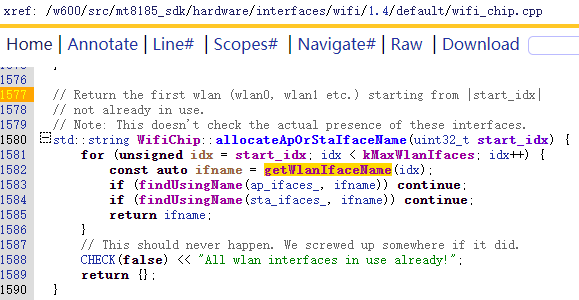 xref: /w600/src/mt8185_sdk/hardware/interfaces/wifi/1.4/default/wifi_chip.cpp
Home | Annotate | Line# | Scopes# | Navigate# | Raw | Download
1575 }
1576
1577 // Return the first wlan (wlan0, wlan1 etc.) starting from |start_idx|
1578 // not already in use.
1579 // Note: This doesn't check the actual presence of these interfaces.
1580 std::string WifiChip::allocateApOrStaIfaceName(uint32_t start_idx) {
1581 for (unsigned idx = start_idx; idx < kMaxWlanIfaces; idx++) {
1582 const auto ifname = getWlanIfaceName(idx);
1583 if (findUsingName(ap_ifaces_, ifname)) continue;
1584 if (findUsingName(sta_ifaces_, ifname)) continue;
1585 return ifname;
1586 }
1587 // This should never happen. We screwed up somewhere if it did.
1588 CHECK(false) << "All wlan interfaces in use already!";
1589 return {};
1590 }